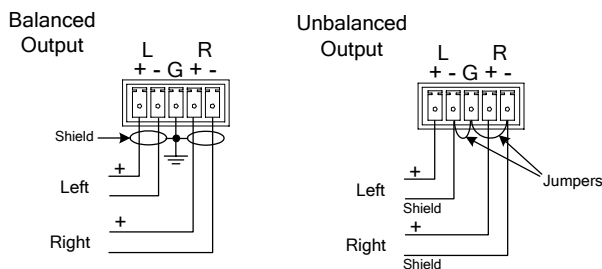 Balanced
Output
L R
+ - G + -
Shield
+
Left
+
Right
Unbalanced
Output
L R
+ - G + -
+
Left
Shield
+
Right
Shield
Jumpers